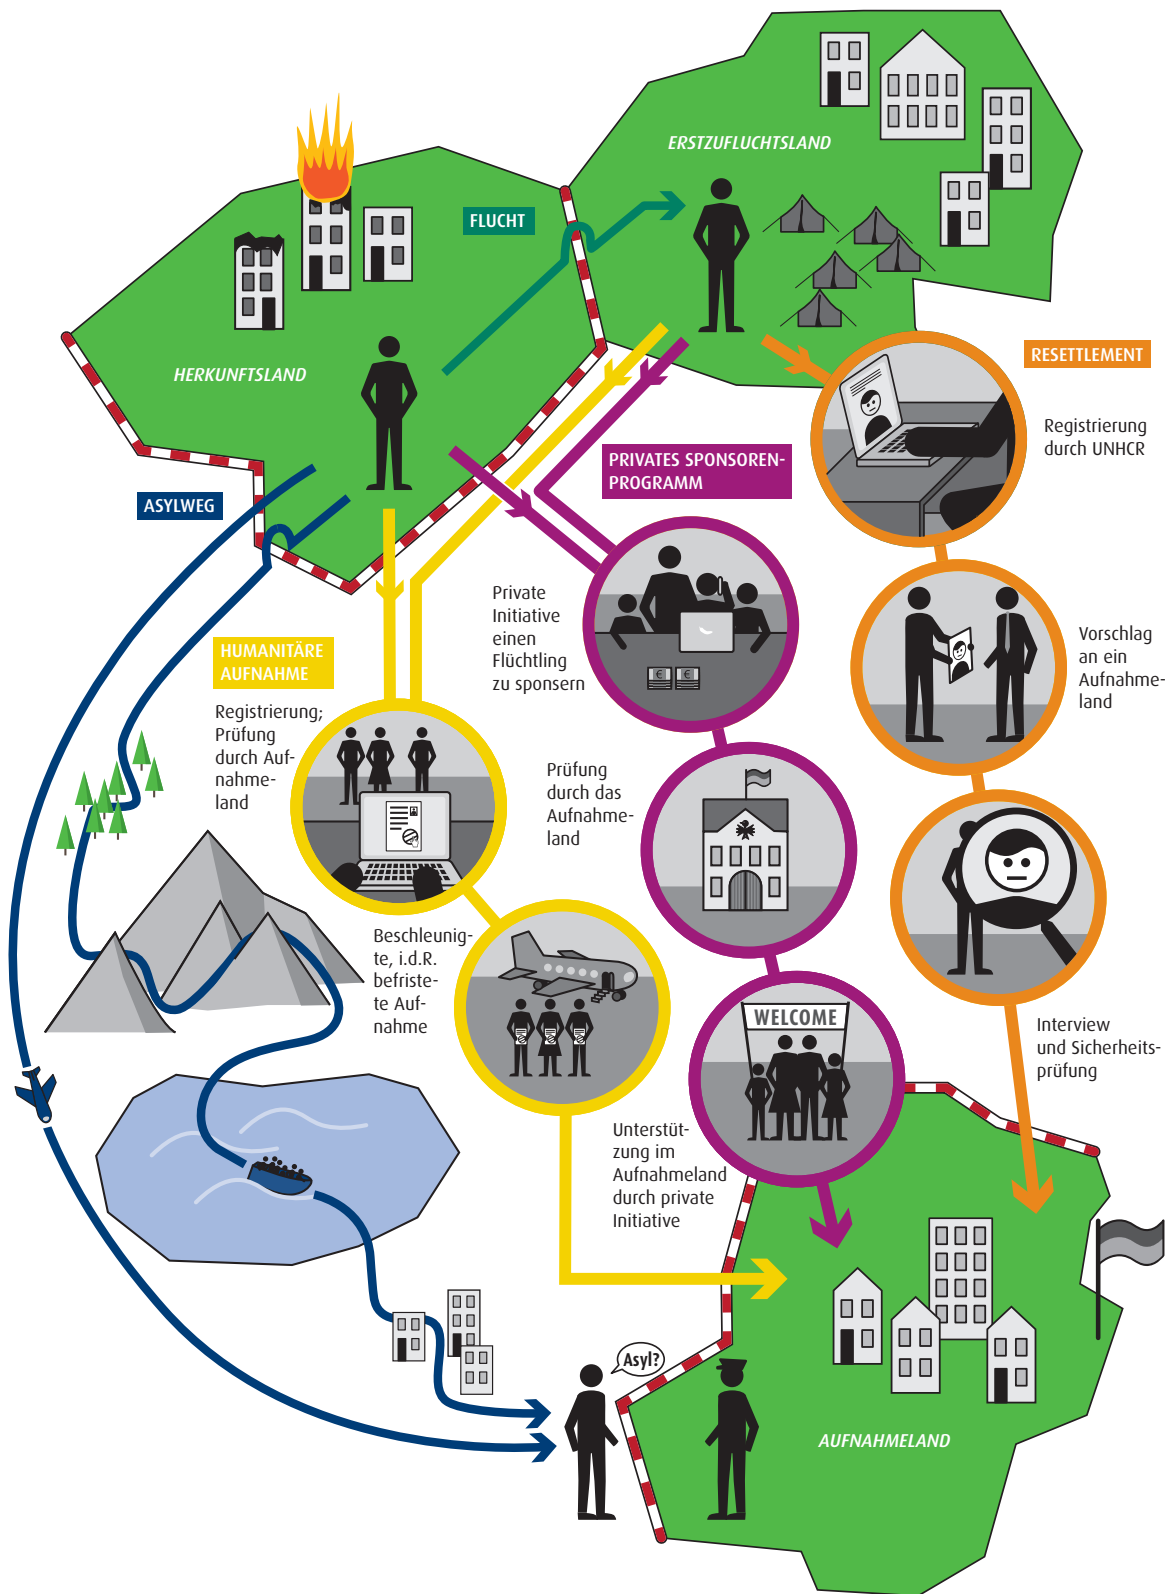 ERSTZUFLUCHTSLAND
FLUCHT
HERKUNFTSLAND
RESETTLEMENT
Registrierung
durch UNHCR
PRIVATES SPONSOREN-
PROGRAMM
ASYLWEG
Private
Initiative
einen
Flüchtling
zu sponsern
Vorschlag
an ein
Aufnahme-
land
HUMANITÄRE
AUFNAHME
Registrierung;
Prüfung
durch Auf-
nahme-
land
Prüfung
durch das
Aufnahme-
land
Beschleunig-
te, i.d.R.
befriste-
te Auf-
nahme
WELCOME
Interview
und Sicherheits-
prüfung
Unterstüt-
zung im
Aufnahmeland
durch private
Initiative
Asyl?
AUFNAHMELAND